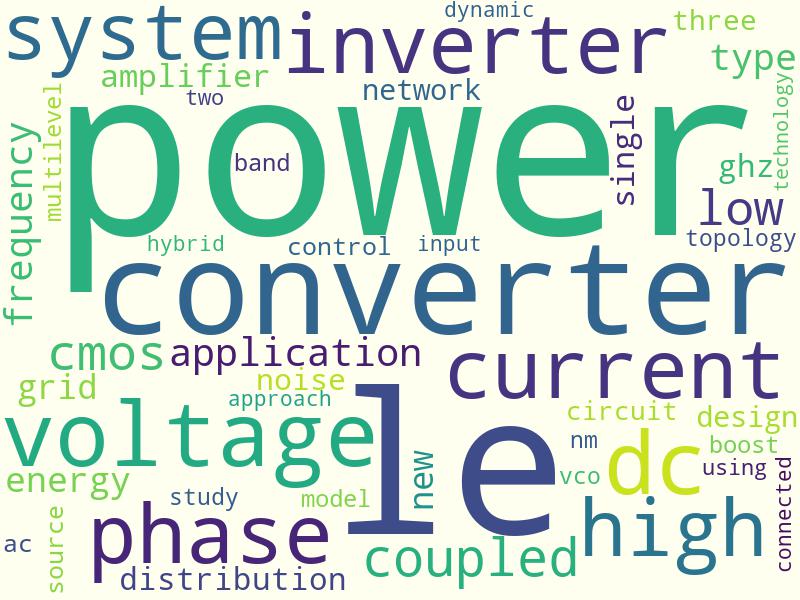 dynamic
system
inverter
three
type
amplifier
two
network
power
band
single
technology
multilevel
frequency
ghz
low
topology
hybrid
control
input
converter
cmos
application
current
grid
noise
approach
voltage
le
new
circuit
design
nm
dc
boost
using
vco
energy
study
model
connected
source
phase
high
coupled
ac
distribution